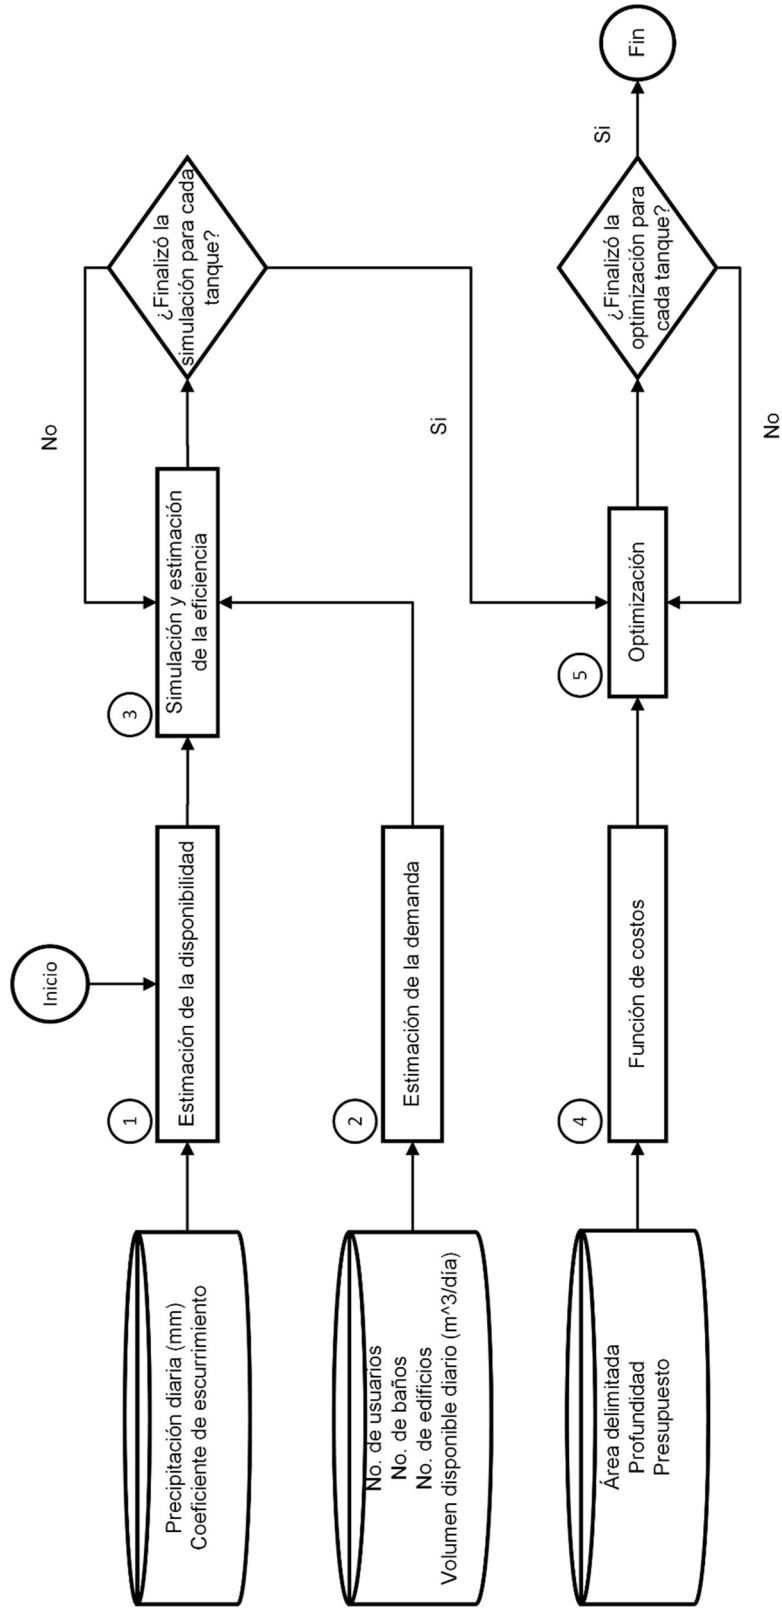 Inicio
Precipitación diaria (mm)
Coeficiente de escurrimiento
1
Estimación de la disponibilidad
3
Simulación y estimación
de la eficiencia
No
¿Finalizó la
simulación para cada
tanque?
No. de usuarios
No. de baños
No. de edificios
Volumen disponible diario (m^3/día)
2
Estimación de la demanda
Si
Área delimitada
Profundidad
Presupuesto
4
Función de costos
5
Optimización
¿Finalizó la
optimización para
cada tanque?
Si
Fin
No